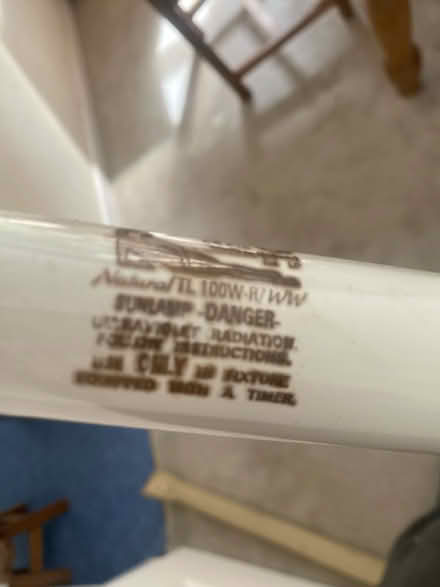 Natural TL 100W-R/WW
SUNLAMP -DANGER-
ULTRAVIOLET RADIATION.
FOLLOW INSTRUCTIONS.
USE ONLY IN FIXTURE
EQUIPPED WITH A TIMER.